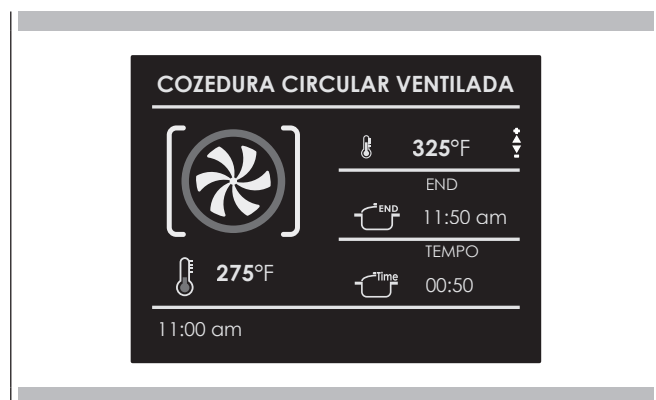 COZEDURA CIRCULAR VENTILADA
325°F
END
END
11:50 am
275°F
TEMPO
Time
00:50
11:00 am